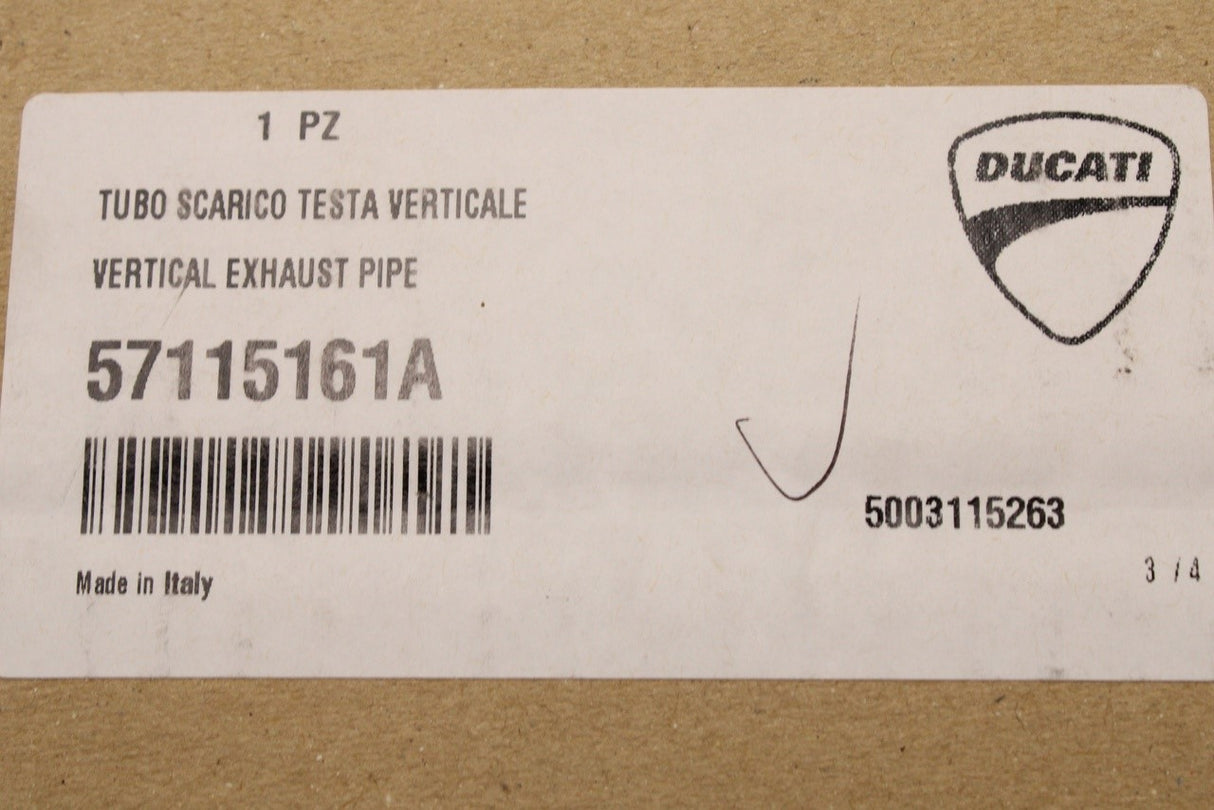 1 PZ
DUCATI
TUBO SCARICO TESTA VERTICALE
VERTICAL EXHAUST PIPE
57115161A
5003115263
3 / 4
Made in Italy